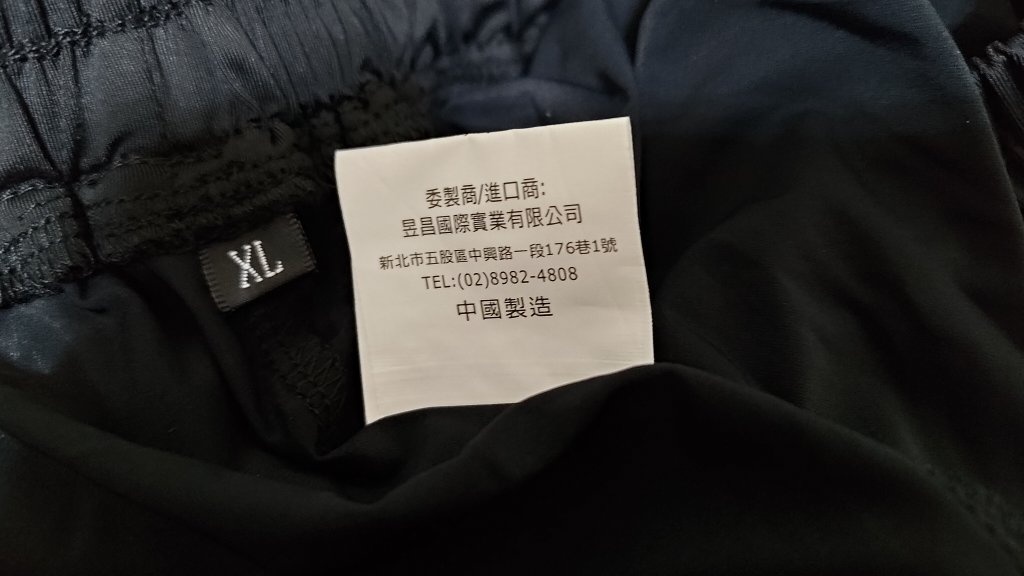 XL
委製商/進口商:
昱昌國際實業有限公司
新北市五股區中興路一段176巷1號
TEL:(02)8982-4808
中國製造